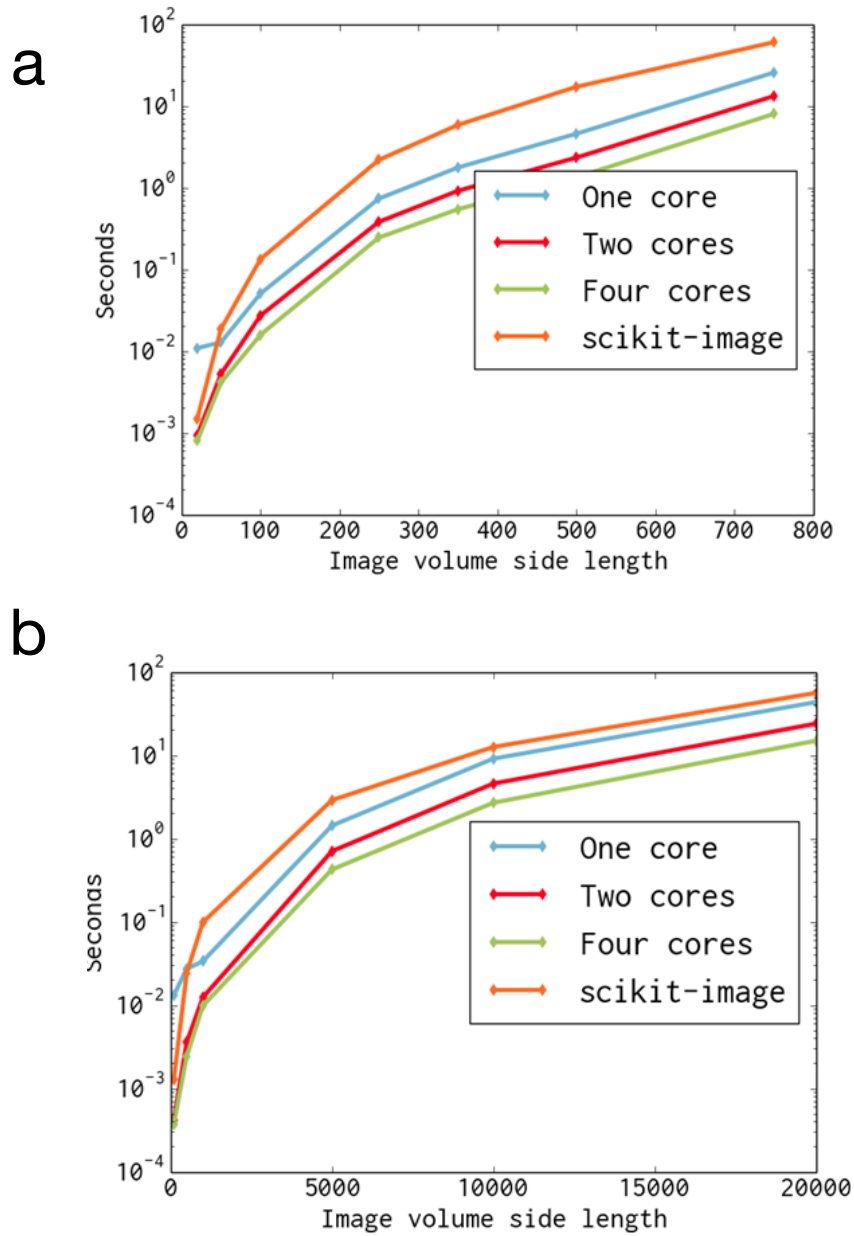 a
10^2
10^1
10^0
10^-1
10^-2
10^-3
10^-4
Seconds
One core
Two cores
Four cores
scikit-image
0 100 200 300 400 500 600 700 800
Image volume side length
b
10^2
10^1
10^0
10^-1
10^-2
10^-3
10^-4
Seconds
One core
Two cores
Four cores
scikit-image
0 5000 10000 15000 20000
Image volume side length